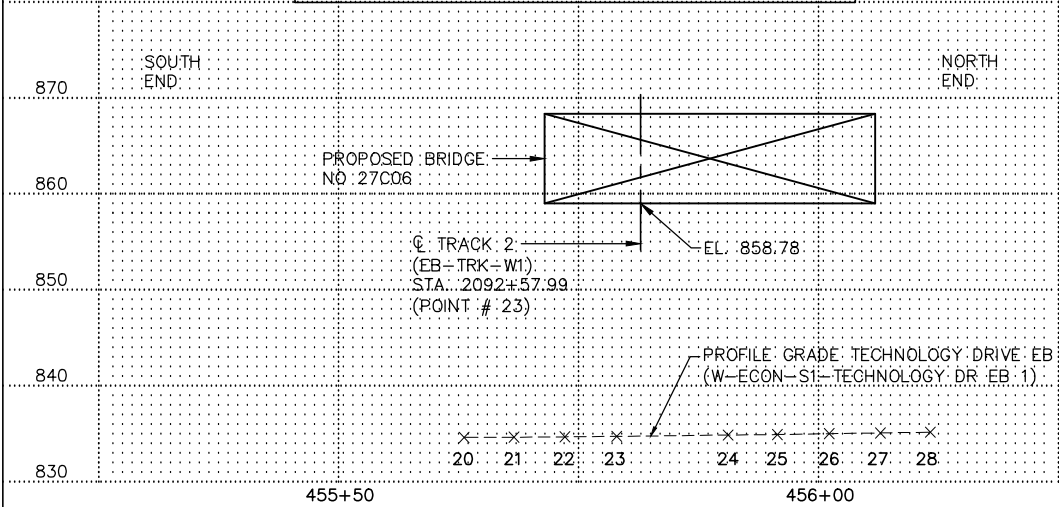 SOUTH
END
NORTH
END
870
PROPOSED BRIDGE
NO 27C06
860
℄ TRACK 2
(EB-TRK-W1)
STA. 2092+57.99
(POINT # 23)
EL. 858.78
850
PROFILE GRADE TECHNOLOGY DRIVE EB
(W-ECON-S1-TECHNOLOGY DR EB 1)
840
20 21 22 23 24 25 26 27 28
830
455+50 456+00